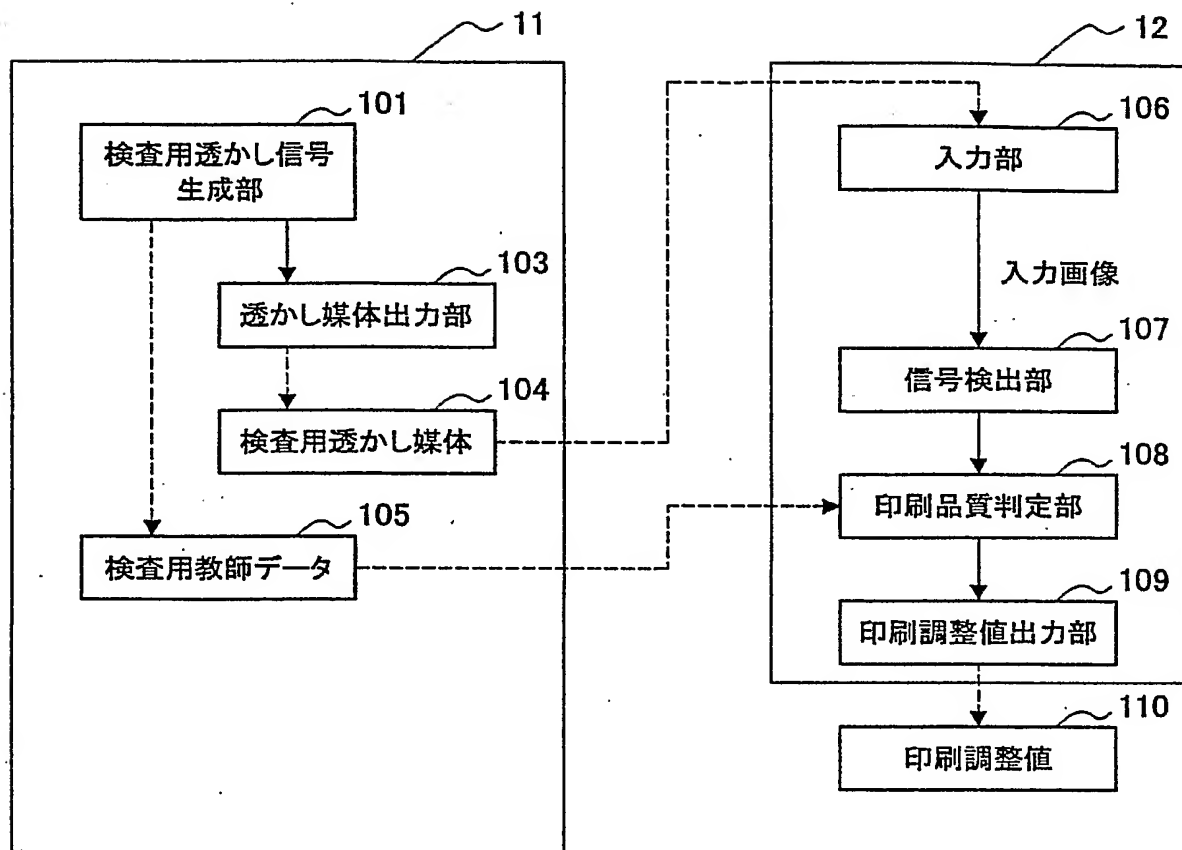 11
101
検査用透かし信号
生成部
103
透かし媒体出力部
104
検査用透かし媒体
105
検査用教師データ
12
106
入力部
入力画像
107
信号検出部
108
印刷品質判定部
109
印刷調整値出力部
110
印刷調整値